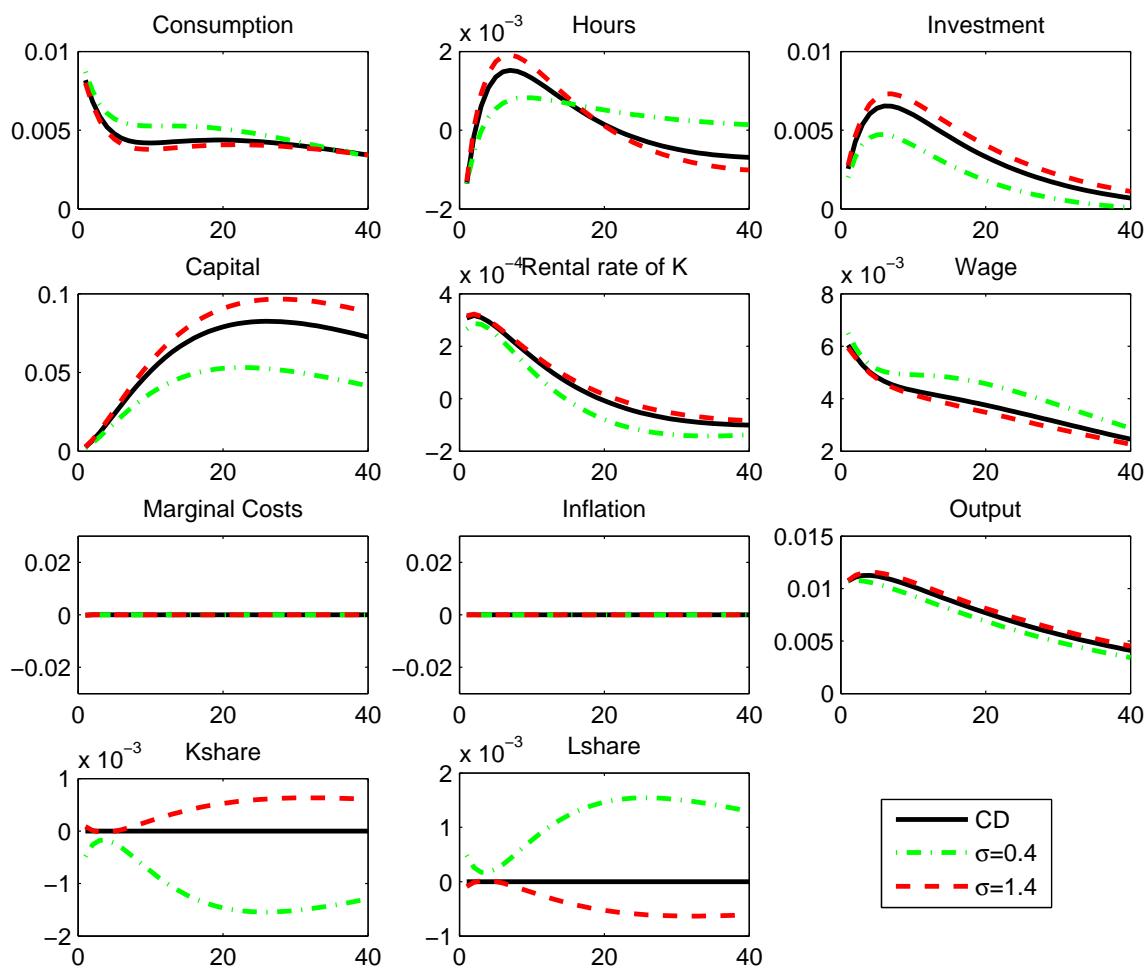 Consumption
0.01
0.005
0
0 20 40
x 10⁻³
Hours
2
0
−2
0 20 40
Investment
0.01
0.005
0
0 20 40
Capital
0.1
0.05
0
0 20 40
x 10⁻⁴
Rental rate of K
4
2
0
−2
0 20 40
x 10⁻³
Wage
8
6
4
2
0 20 40
Marginal Costs
0.02
0
−0.02
0 20 40
Inflation
0.02
0
−0.02
0 20 40
Output
0.015
0.01
0.005
0
0 20 40
x 10⁻³
Kshare
1
0
−1
−2
0 20 40
x 10⁻³
Lshare
2
1
0
−1
0 20 40
CD
σ=0.4
σ=1.4